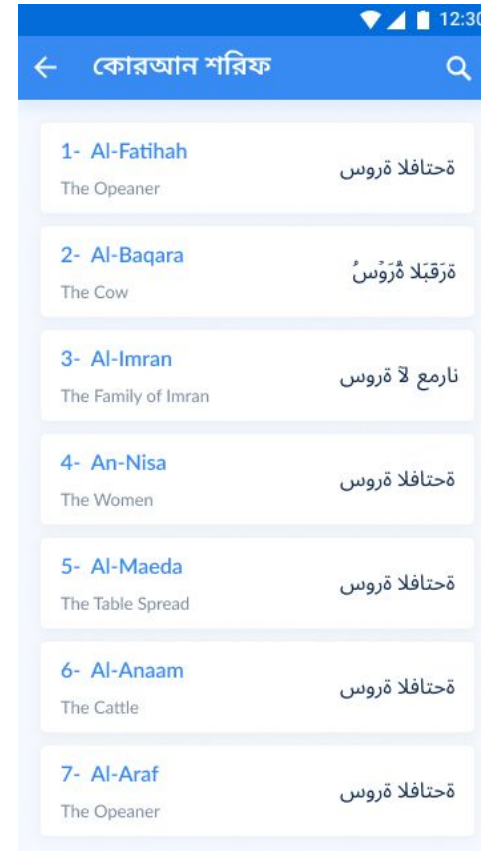 12:30
কোরআন শরিফ
1- Al-Fatihah
ةحتافلا ةروس
The Opeaner
2- Al-Baqara
ةرَقَبَلا ةُرَوْسُ
The Cow
3- Al-Imran
نارمع لآ ةروس
The Family of Imran
4- An-Nisa
ةحتافلا ةروس
The Women
5- Al-Maeda
ةحتافلا ةروس
The Table Spread
6- Al-Anaam
ةحتافلا ةروس
The Cattle
7- Al-Araf
ةحتافلا ةروس
The Opeaner